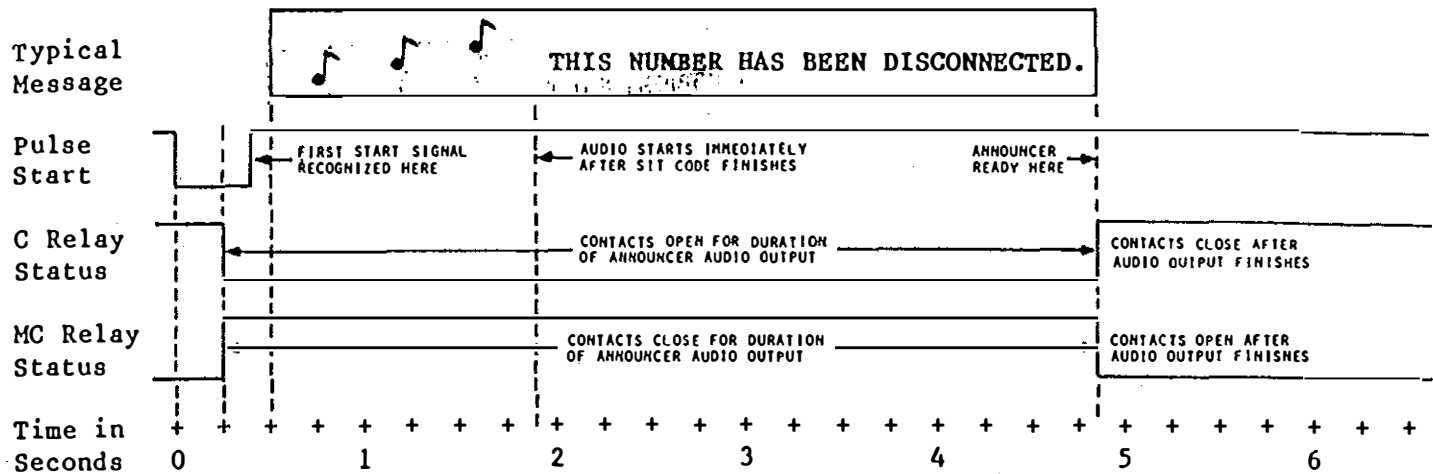 Typical
Message
THIS NUMBER HAS BEEN DISCONNECTED.
Pulse
Start
FIRST START SIGNAL
RECOGNIZED HERE
AUDIO STARTS IMMEDIATELY
AFTER SIT CODE FINISHES
ANNOUNCER
READY HERE
C Relay
Status
CONTACTS OPEN FOR DURATION
OF ANNOUNCER AUDIO OUTPUT
CONTACTS CLOSE AFTER
AUDIO OUTPUT FINISHES
MC Relay
Status
CONTACTS CLOSE FOR DURATION
OF ANNOUNCER AUDIO OUTPUT
CONTACTS OPEN AFTER
AUDIO OUTPUT FINISHES
Time in
Seconds
+ + + + + + + + + + + + + + + + + + + + + + + + + +
0 1 2 3 4 5 6